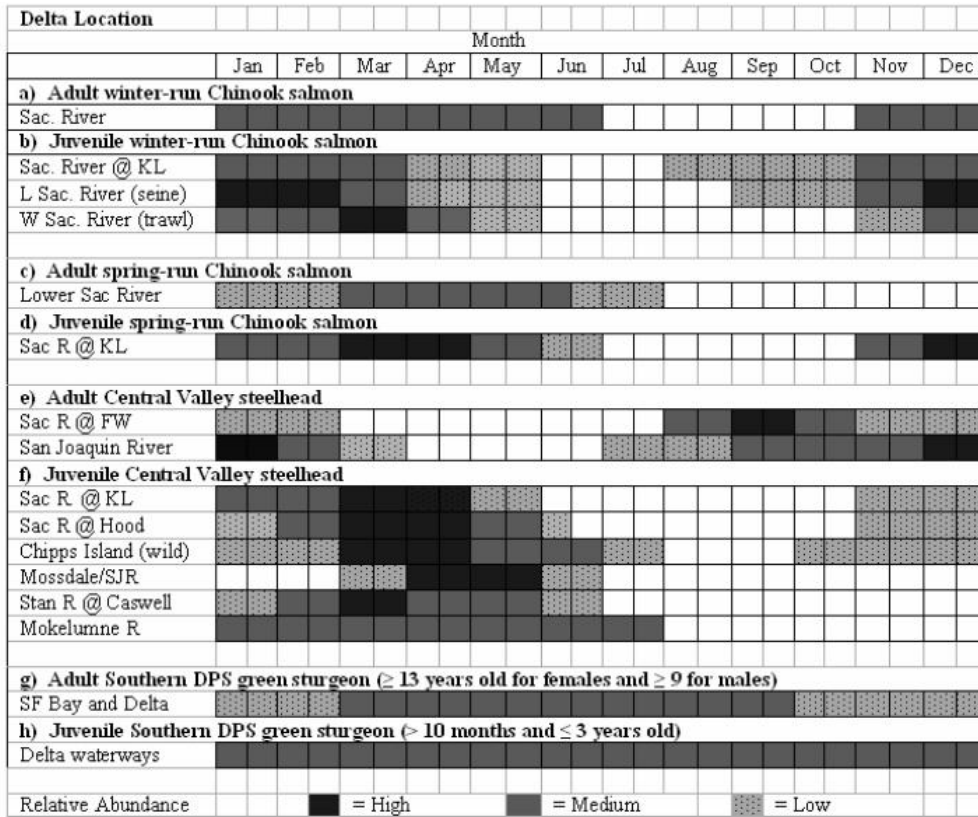 Delta Location
Month
Jan Feb Mar Apr May Jun Jul Aug Sep Oct Nov Dec
a) Adult winter-run Chinook salmon
Sac. River
b) Juvenile winter-run Chinook salmon
Sac. River @ KL
L Sac. River (seine)
W Sac. River (trawl)
c) Adult spring-run Chinook salmon
Lower Sac River
d) Juvenile spring-run Chinook salmon
Sac R @ KL
e) Adult Central Valley steelhead
Sac R @ FW
San Joaquin River
f) Juvenile Central Valley steelhead
Sac R. @ KL
Sac R @ Hood
Chipps Island (wild)
Mossdale/SJR
Stan R @ Caswell
Mokelumne R
g) Adult Southern DPS green sturgeon (≥ 13 years old for females and ≥ 9 for males)
SF Bay and Delta
h) Juvenile Southern DPS green sturgeon (> 10 months and ≤ 3 years old)
Delta waterways
Relative Abundance = High = Medium = Low